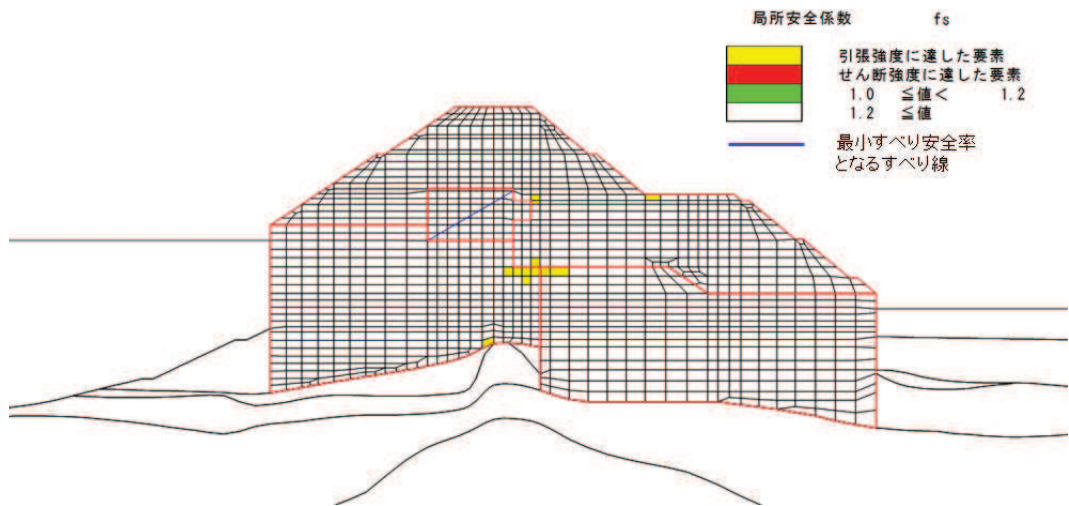 局所安全係数 fs
引張強度に達した要素
せん断強度に達した要素
1.0 ≦値< 1.2
1.2 ≦値
最小すべり安全率
となるすべり線